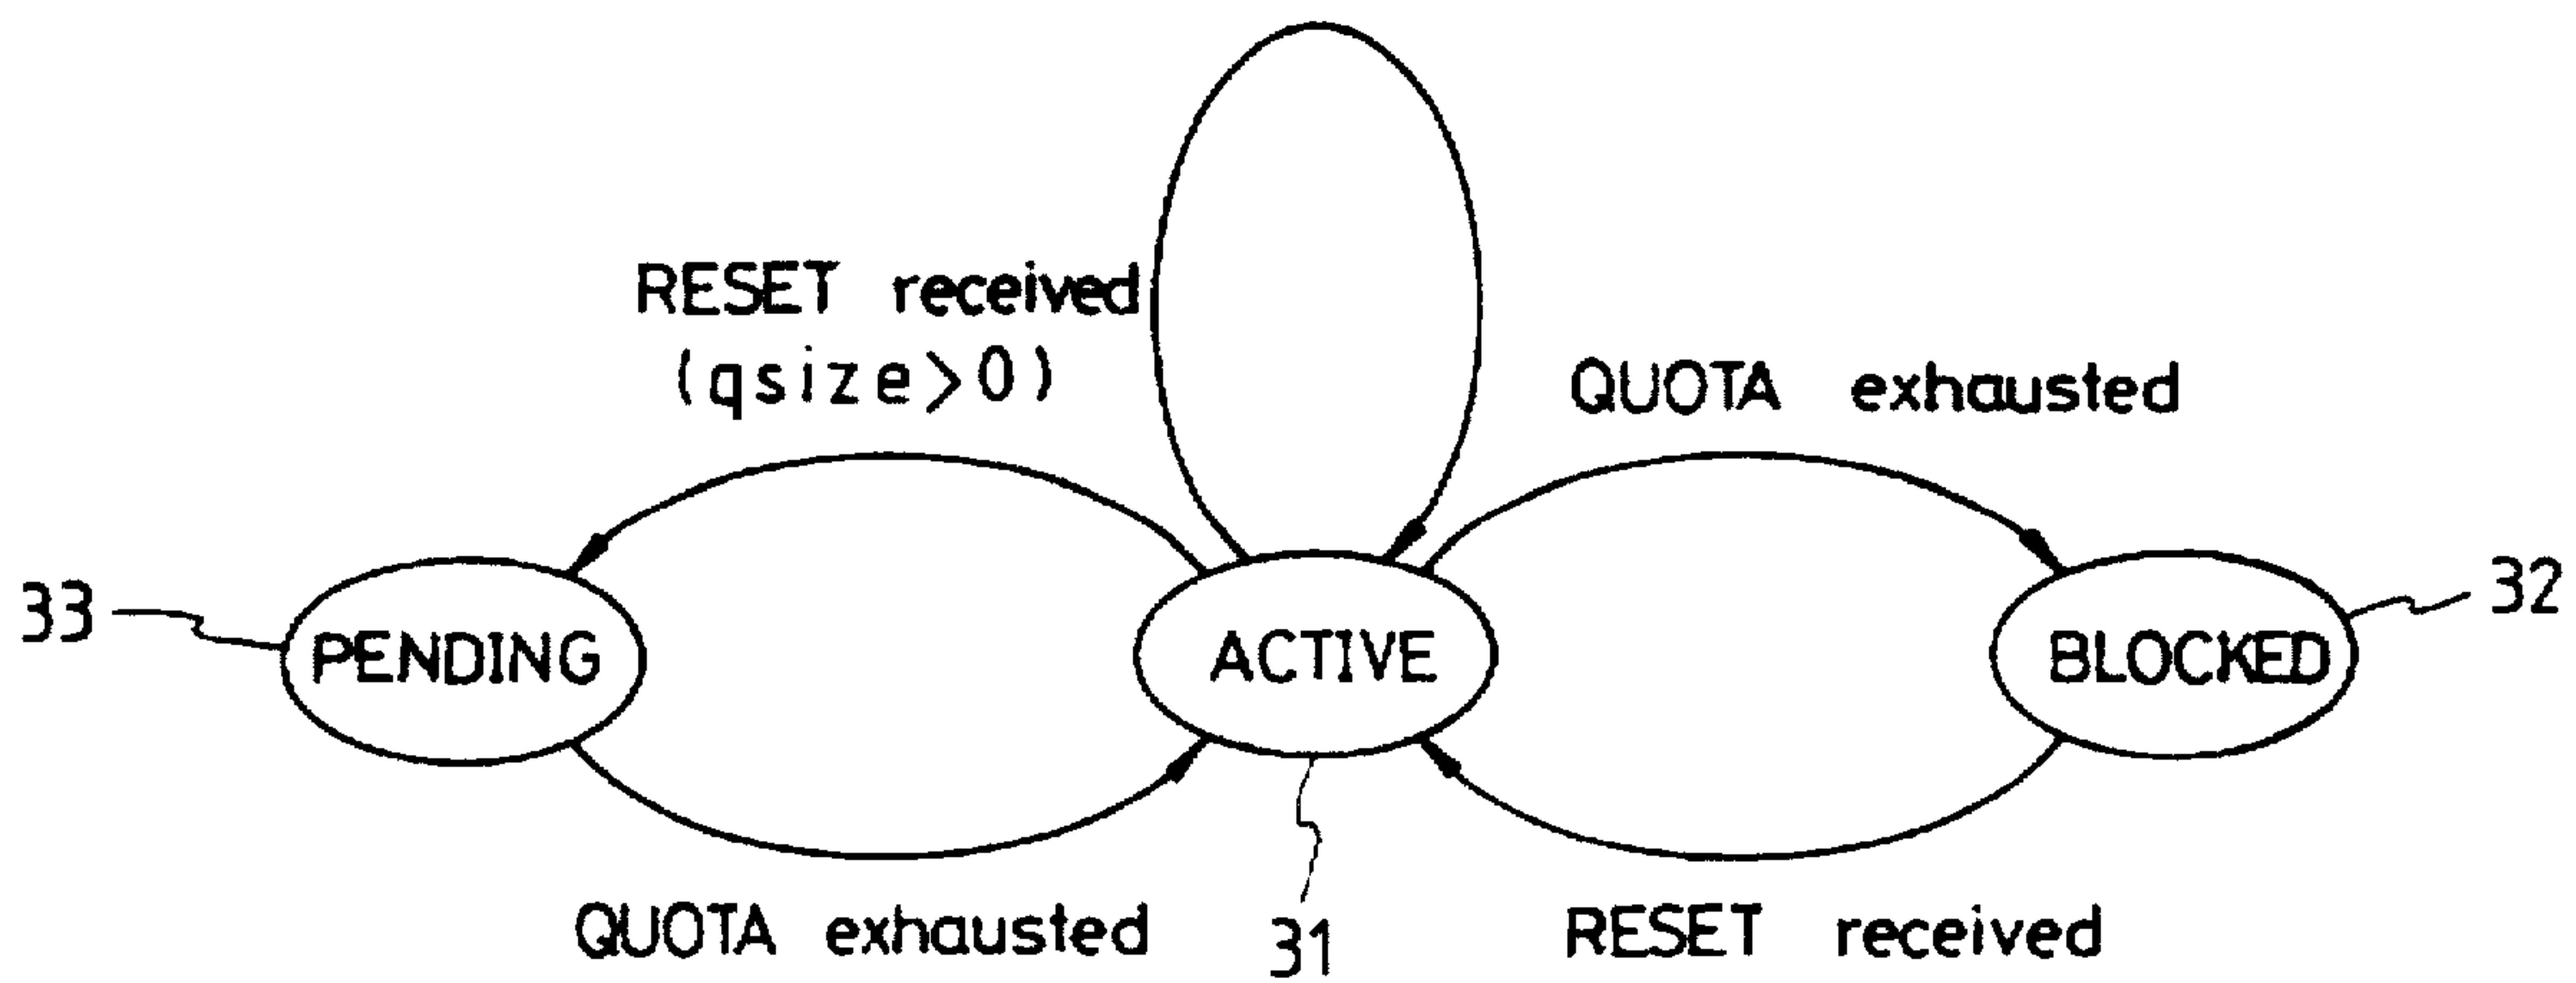 RESET received
(qsize>0)
QUOTA exhausted
33
PENDING
ACTIVE
BLOCKED
32
QUOTA exhausted
31
RESET received